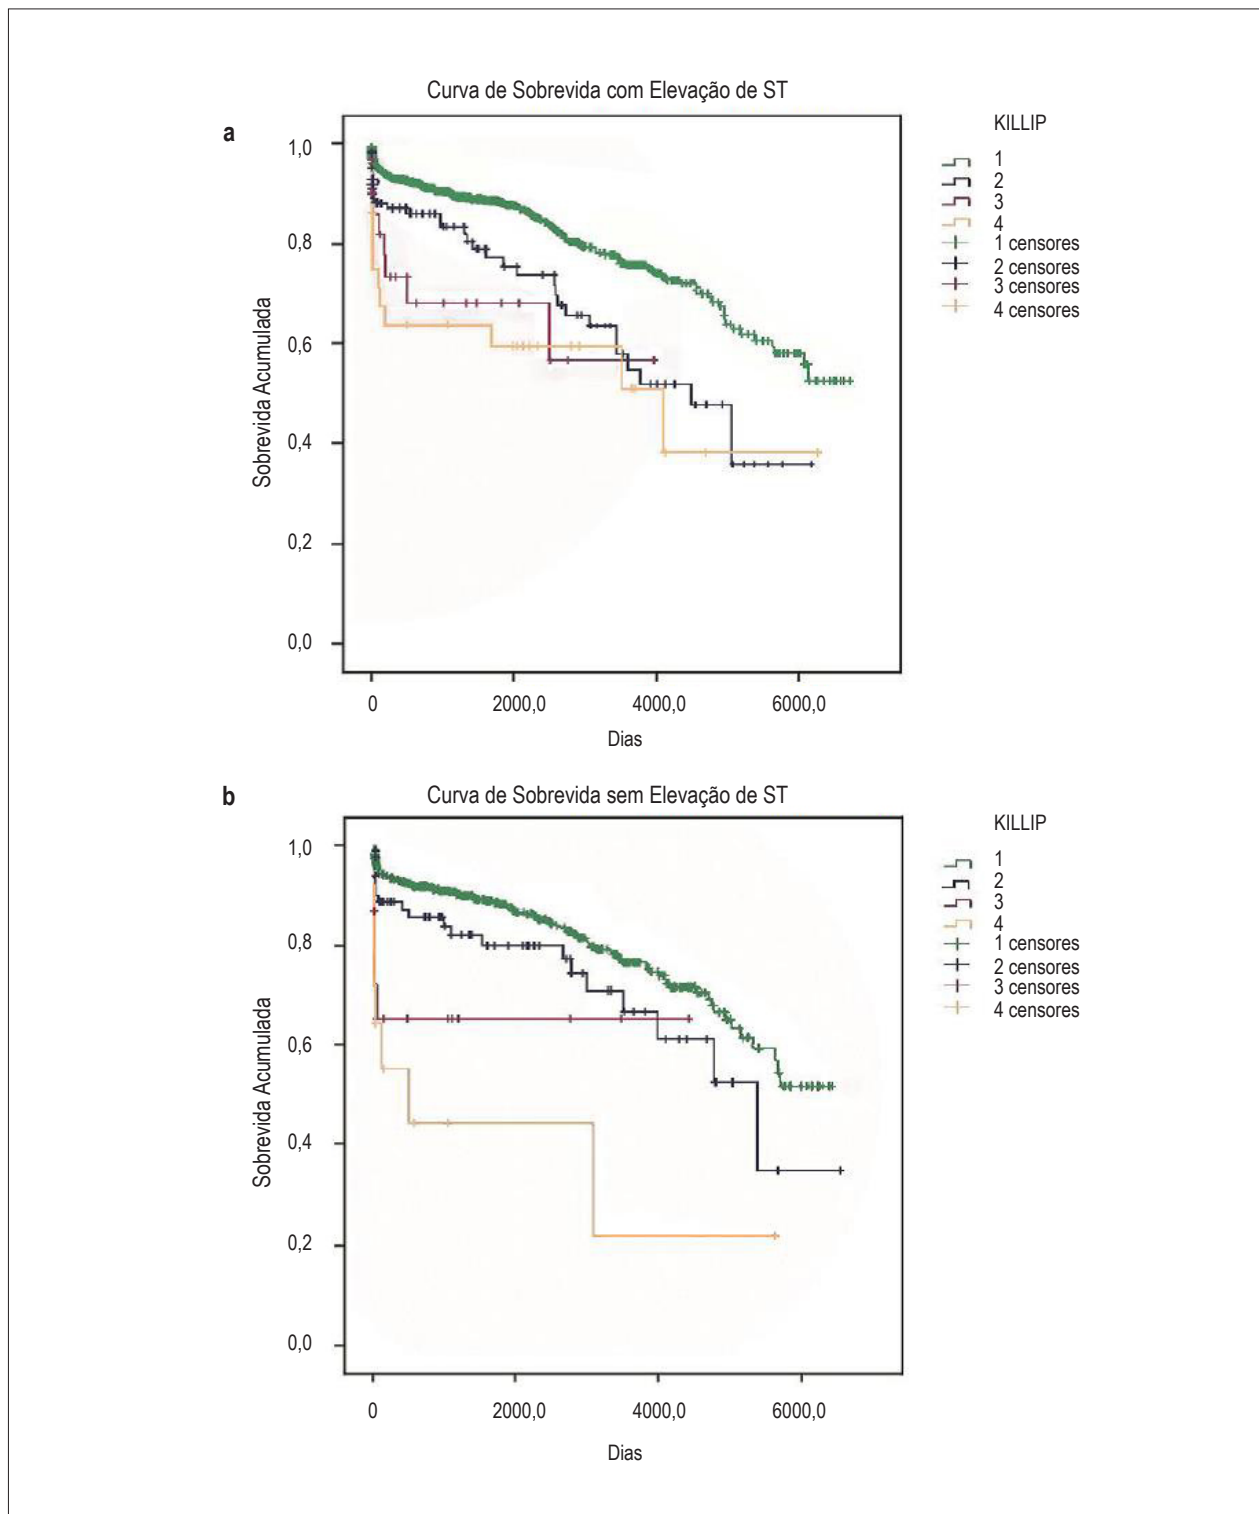 Curva de Sobrevida com Elevação de ST
a
KILLIP
1
2
3
4
1 censores
2 censores
3 censores
4 censores
1,0
0,8
0,6
0,4
0,2
0,0
Sobrevida Acumulada
0
2000,0
4000,0
6000,0
Dias
b
Curva de Sobrevida sem Elevação de ST
KILLIP
1
2
3
4
1 censores
2 censores
3 censores
4 censores
1,0
0,8
0,6
0,4
0,2
0,0
Sobrevida Acumulada
0
2000,0
4000,0
6000,0
Dias